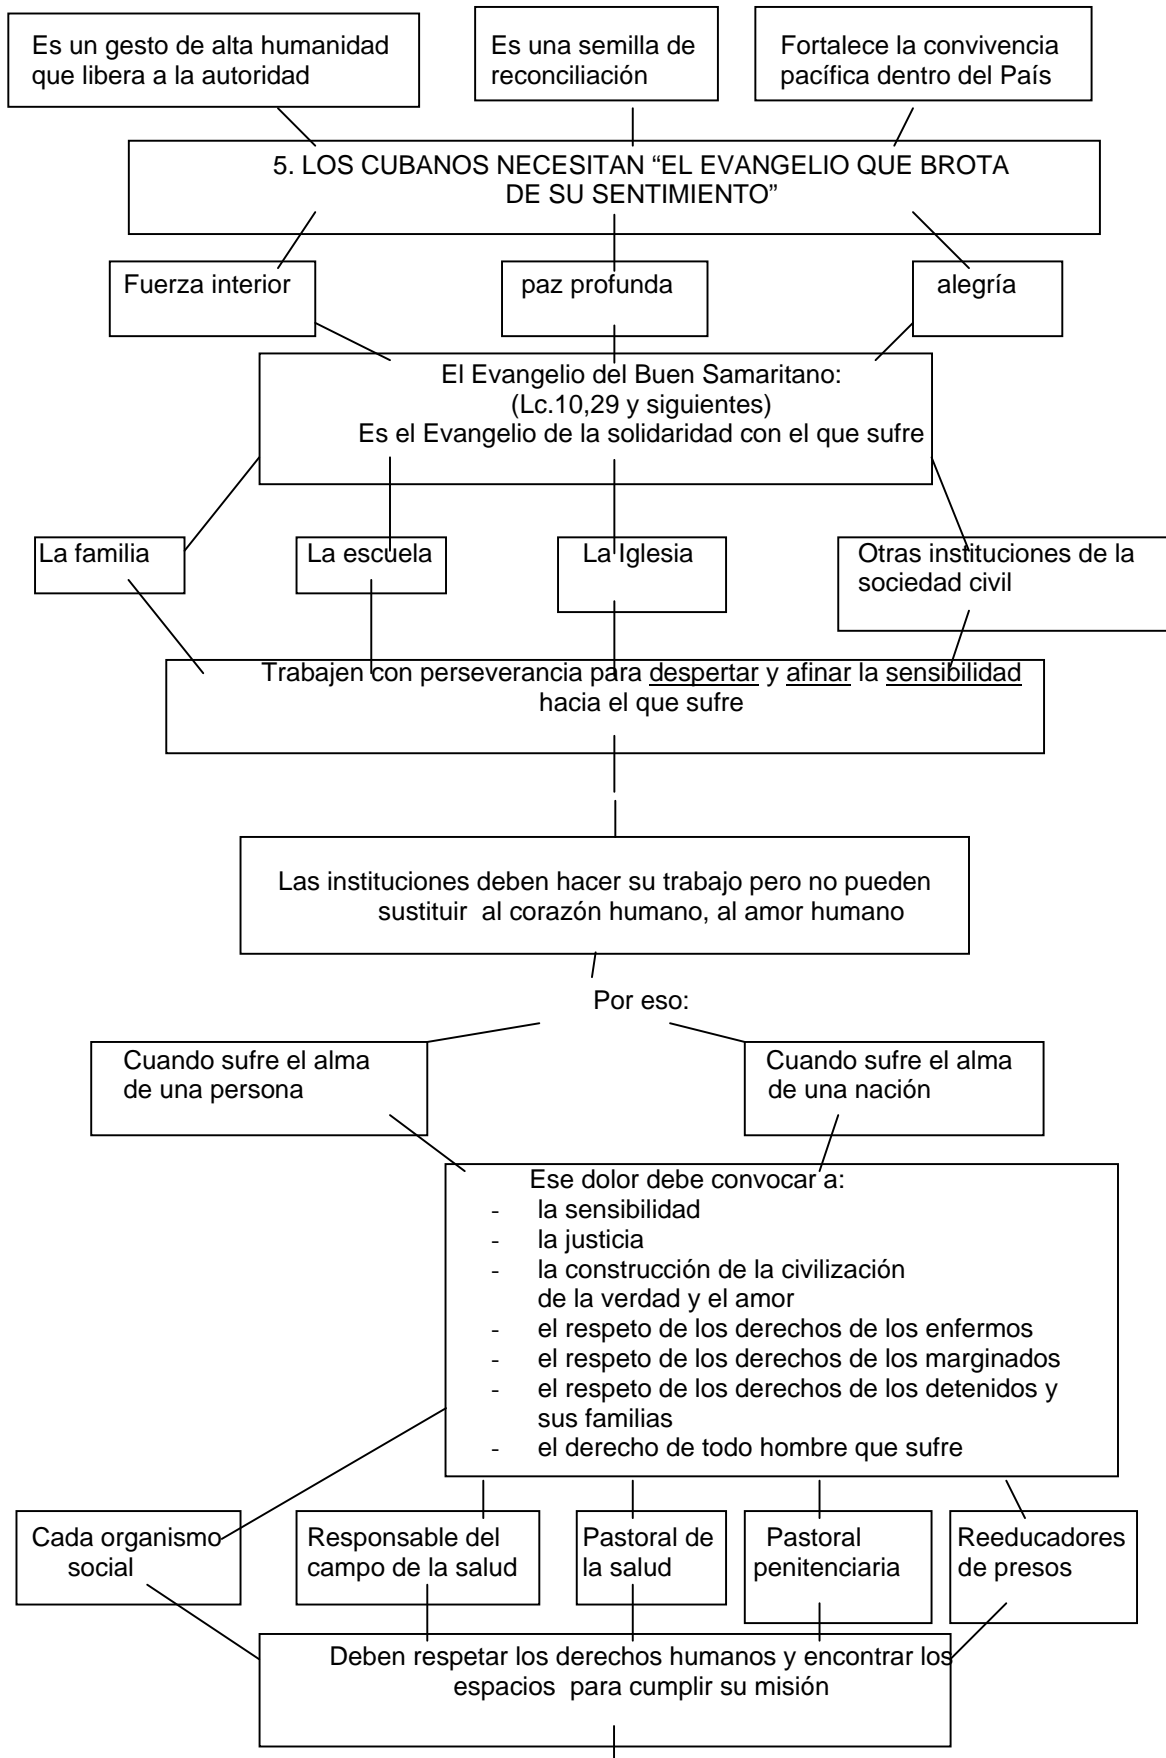 Es un gesto de alta humanidad
que libera a la autoridad
Es una semilla de
reconciliación
Fortalece la convivencia
pacífica dentro del País
5. LOS CUBANOS NECESITAN “EL EVANGELIO QUE BROTA
DE SU SENTIMIENTO”
Fuerza interior
paz profunda
alegría
El Evangelio del Buen Samaritano:
(Lc.10,29 y siguientes)
Es el Evangelio de la solidaridad con el que sufre
La familia
La escuela
La Iglesia
Otras instituciones de la
sociedad civil
Trabajen con perseverancia para despertar y afinar la sensibilidad
hacia el que sufre
Las instituciones deben hacer su trabajo pero no pueden
sustituir al corazón humano, al amor humano
Por eso:
Cuando sufre el alma
de una persona
Cuando sufre el alma
de una nación
Ese dolor debe convocar a:
- la sensibilidad
- la justicia
- la construcción de la civilización
de la verdad y el amor
- el respeto de los derechos de los enfermos
- el respeto de los derechos de los marginados
- el respeto de los derechos de los detenidos y
sus familias
- el derecho de todo hombre que sufre
Cada organismo
social
Responsable del
campo de la salud
Pastoral de
la salud
Pastoral
penitenciaria
Reeducadores
de presos
Deben respetar los derechos humanos y encontrar los
espacios para cumplir su misión